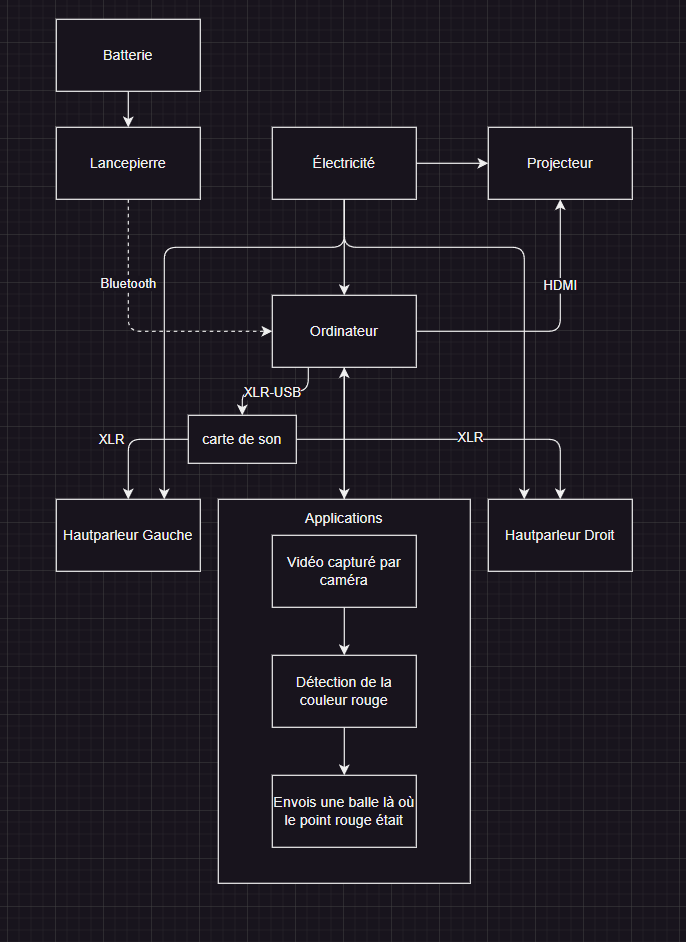 Batterie
Lancepierre
Électricité
Projecteur
Bluetooth
HDMI
Ordinateur
XLR-USB
XLR
carte de son
XLR
Hautparleur Gauche
Applications
Hautparleur Droit
Vidéo capturé par
caméra
Détection de la
couleur rouge
Envois une balle là où
le point rouge était